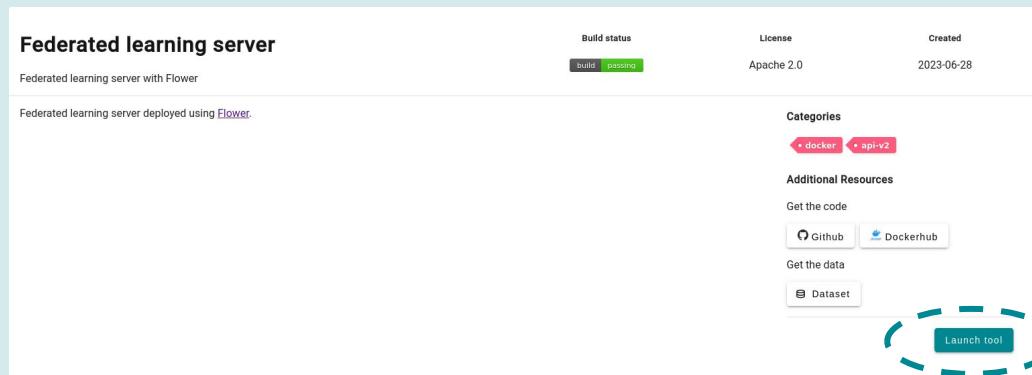 Federated learning server
Federated learning server with Flower
Build status
build passing
License
Apache 2.0
Created
2023-06-28
Federated learning server deployed using Flower.
Categories
docker api-v2
Additional Resources
Get the code
Github Dockerhub
Get the data
Dataset
Launch tool